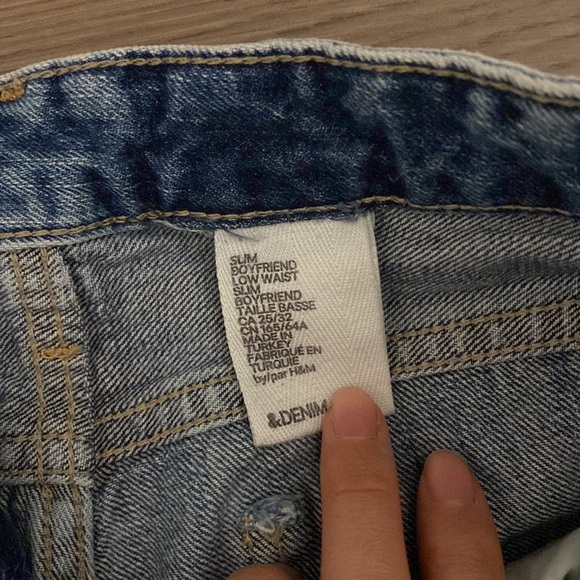 SLIM
BOYFRIEND
LOW WAIST
SLIM
BOYFRIEND
TAILLE BASSE
CA 25/32
CN 165/64A
MADE IN
TURKEY
FABRIQUÉ EN
TURQUIE
by/par H&M
&DENIM